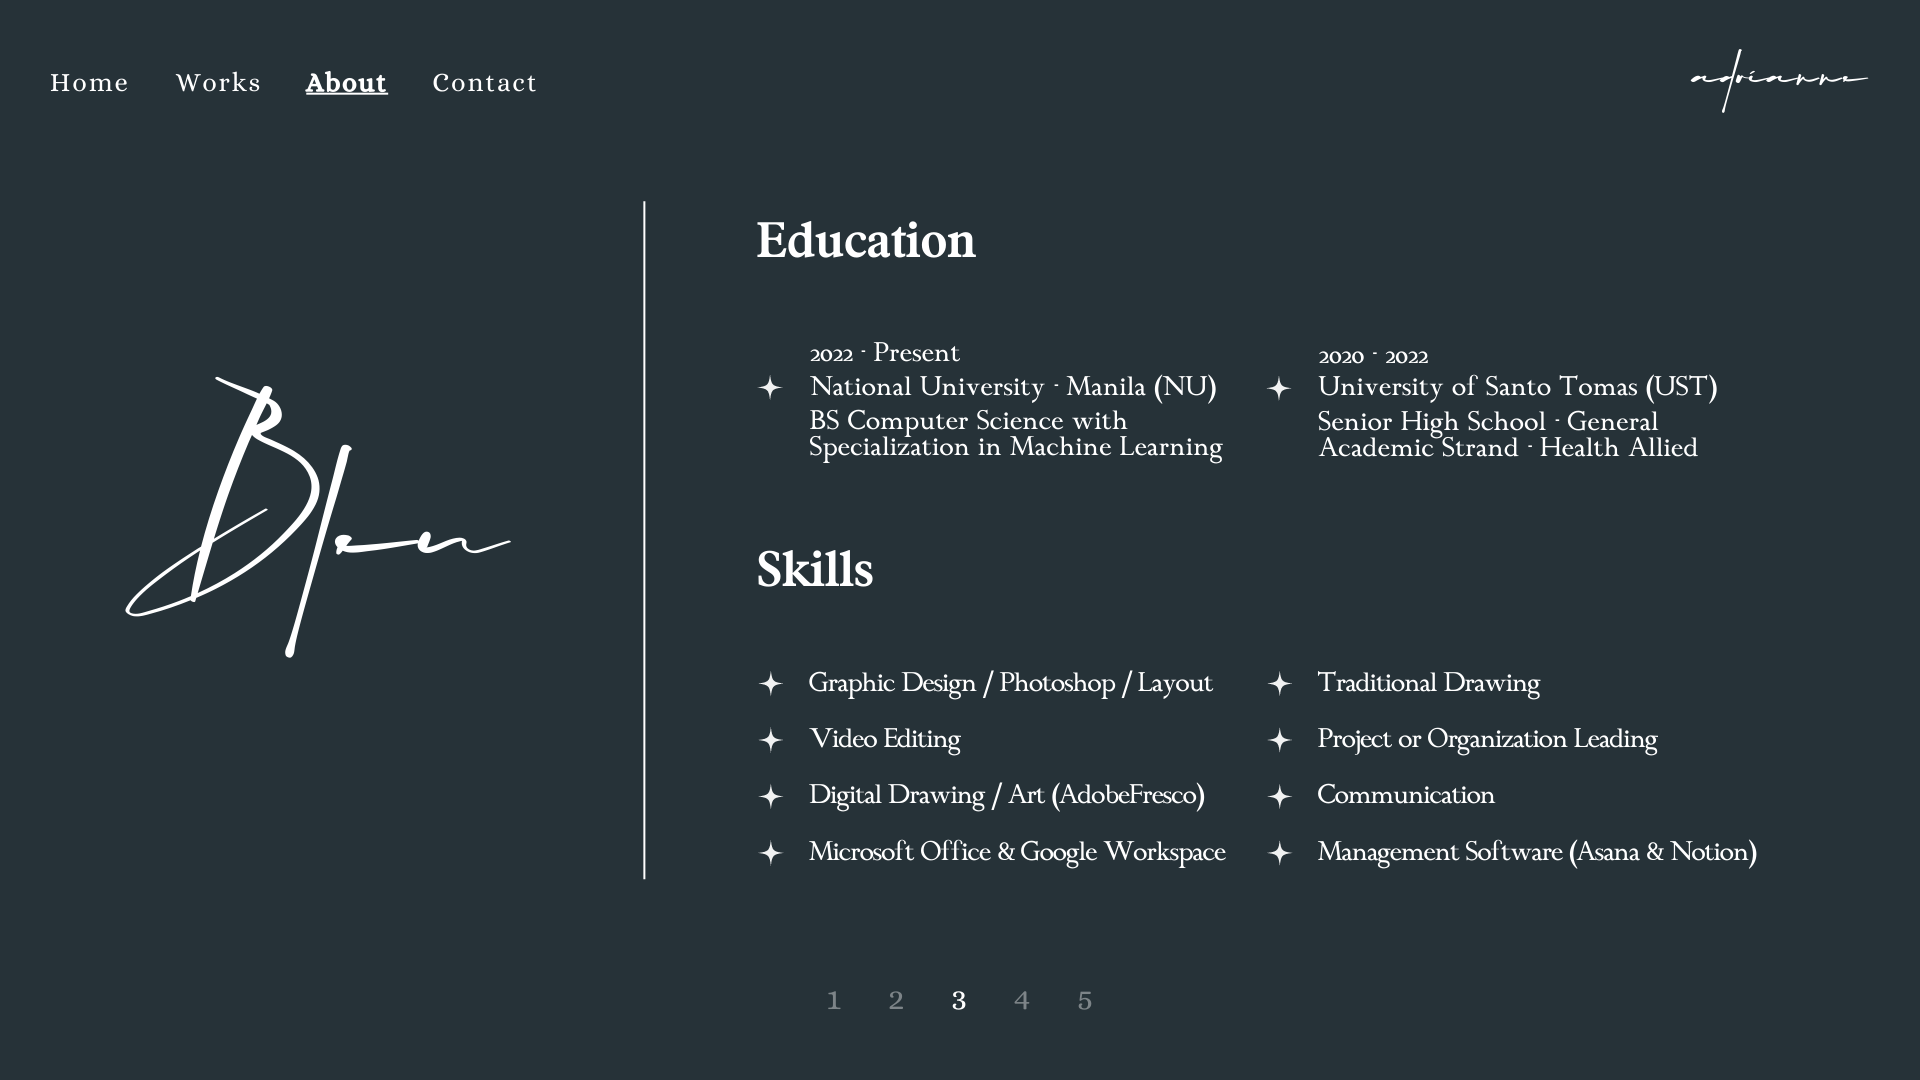 Home Works About Contact
adrianne
Education
2022 - Present
National University - Manila (NU)
BS Computer Science with
Specialization in Machine Learning
2020 - 2022
University of Santo Tomas (UST)
Senior High School - General
Academic Strand - Health Allied
Skills
Graphic Design / Photoshop / Layout
Video Editing
Digital Drawing / Art (AdobeFresco)
Microsoft Office & Google Workspace
Traditional Drawing
Project or Organization Leading
Communication
Management Software (Asana & Notion)
1 2 3 4 5